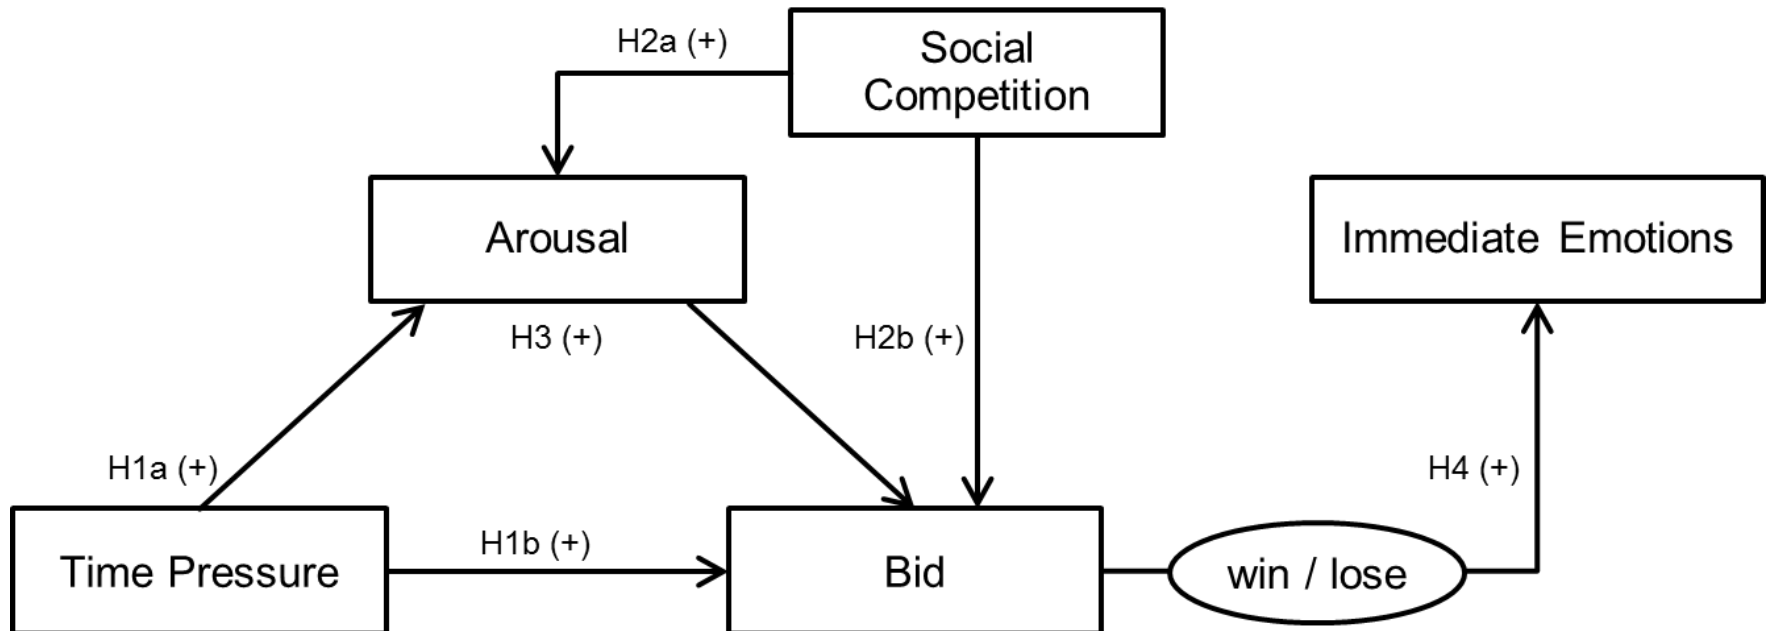 H2a (+)
Social
Competition
Arousal
Immediate Emotions
H3 (+)
H2b (+)
H1a (+)
H4 (+)
H1b (+)
Time Pressure
Bid
win / lose